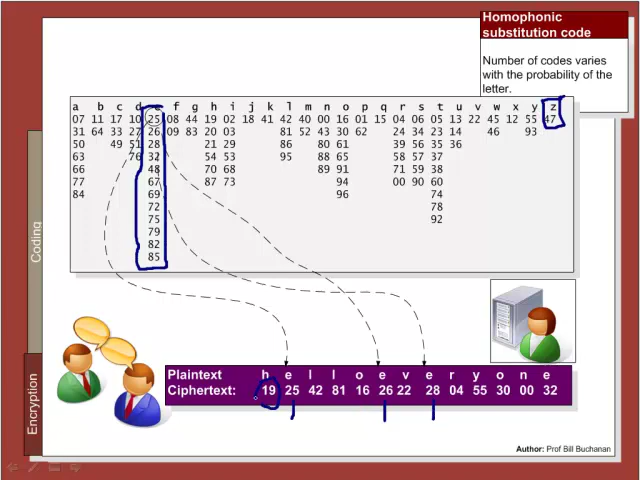 Homophonic
substitution code
Number of codes varies
with the probability of the
letter.
a b c d e f g h i j k l m n o p q r s t u v w x y z
07 11 17 10 25 08 44 19 02 18 41 42 40 00 16 01 15 04 06 05 13 22 45 12 55 47
31 64 33 27 26 09 83 20 03 81 52 43 30 62 24 34 23 14 46 93
50 49 51 28 21 29 86 80 61 39 56 35 36
63 76 32 54 53 95 88 65 58 57 37
66 48 70 68 89 91 71 59 38
77 67 87 73 94 00 90 60
84 69 96 74
72 78
75 92
79
82
85
Coding
Encryption
Plaintext h e l l o e v e r y o n e
Ciphertext: 19 25 42 81 16 26 22 28 04 55 30 00 32
Author: Prof Bill Buchanan